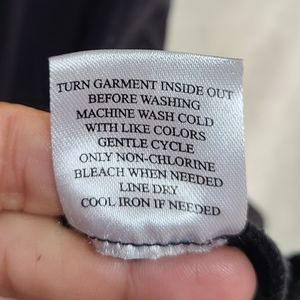 TURN GARMENT INSIDE OUT
BEFORE WASHING
MACHINE WASH COLD
WITH LIKE COLORS
GENTLE CYCLE
ONLY NON-CHLORINE
BLEACH WHEN NEEDED
LINE DRY
COOL IRON IF NEEDED